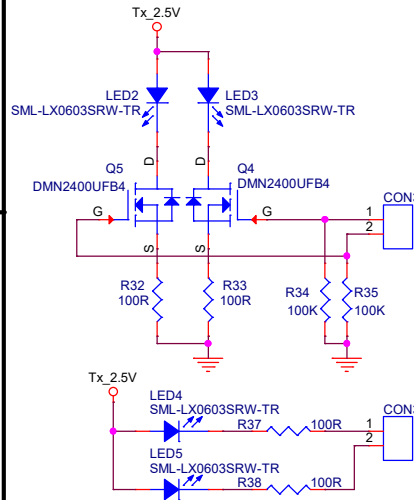 Tx_2.5V
LED2
SML-LX0603SRW-TR
LED3
SML-LX0603SRW-TR
Q5
DMN2400UFB4
Q4
DMN2400UFB4
D
D
G
G
S
S
CON3
1
2
R32
100R
R33
100R
R34
100K
R35
100K
Tx_2.5V
LED4
SML-LX0603SRW-TR
R37
100R
LED5
SML-LX0603SRW-TR
R38
100R
1
2